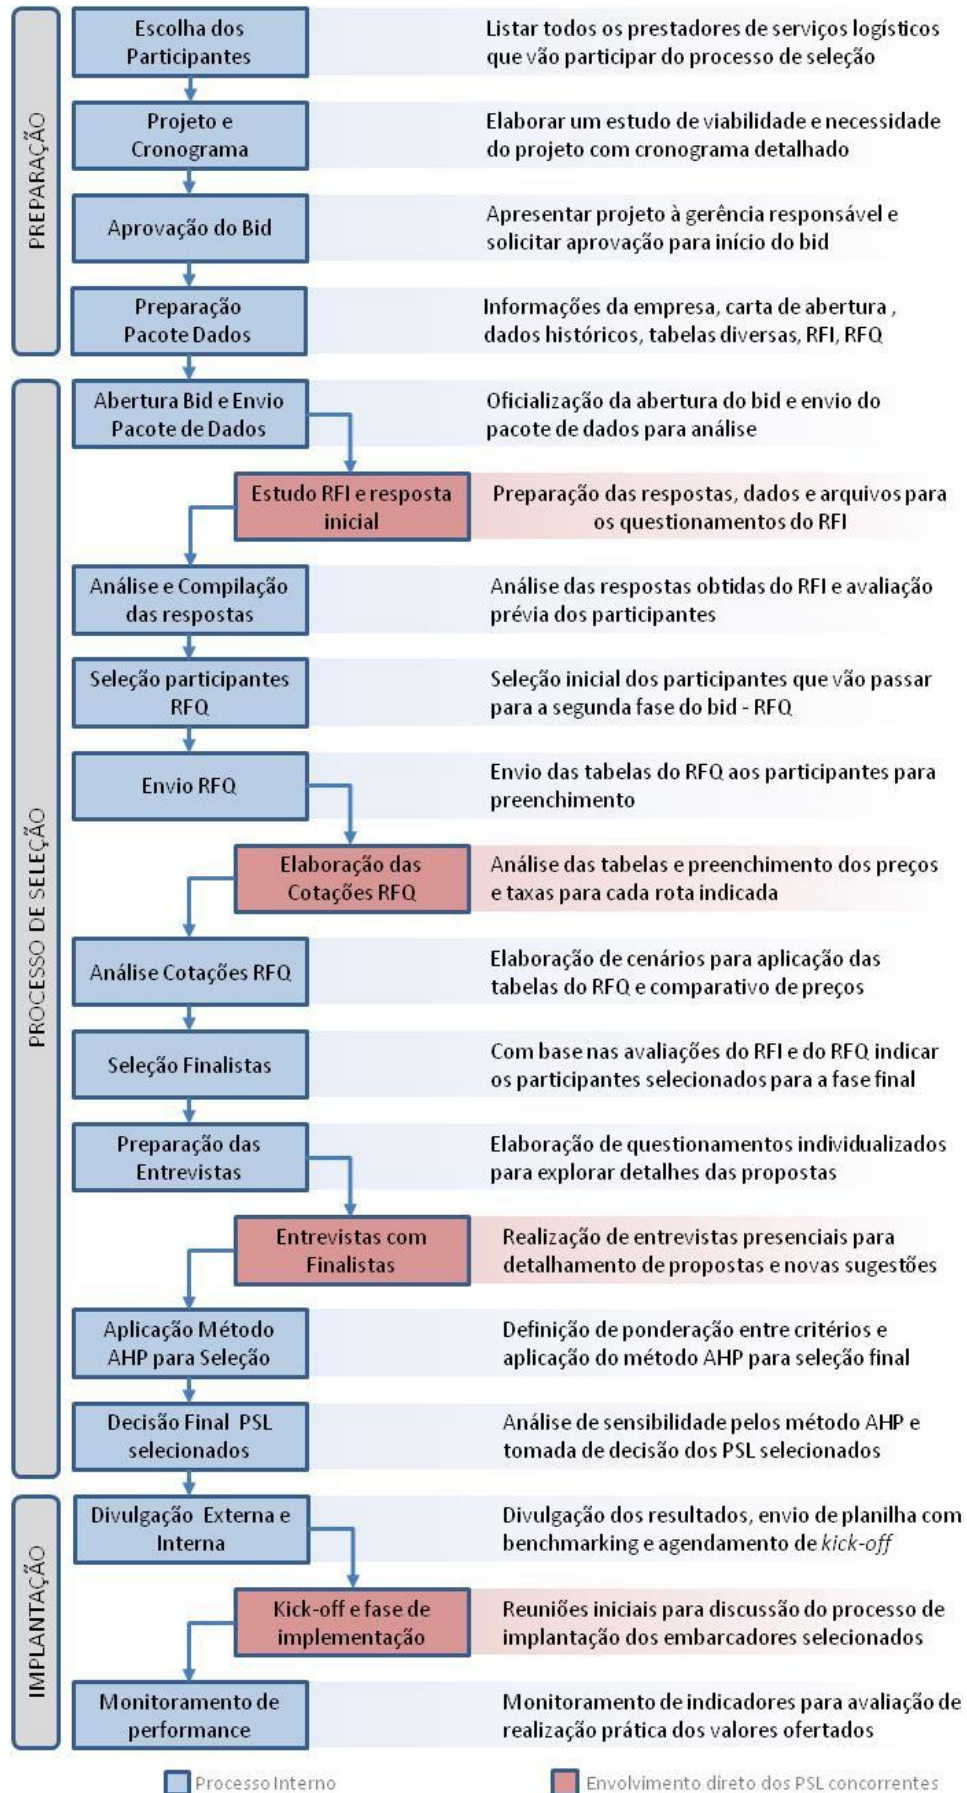 PREPARAÇÃO
Escolha dos
Participantes
Listar todos os prestadores de serviços logísticos
que vão participar do processo de seleção
Projeto e
Cronograma
Elaborar um estudo de viabilidade e necessidade
do projeto com cronograma detalhado
Aprovação do Bid
Apresentar projeto à gerência responsável e
solicitar aprovação para início do bid
Preparação
Pacote Dados
Informações da empresa, carta de abertura ,
dados históricos, tabelas diversas, RFI, RFQ
PROCESSO DE SELEÇÃO
Abertura Bid e Envio
Pacote de Dados
Oficialização da abertura do bid e envio do
pacote de dados para análise
Estudo RFI e resposta
inicial
Preparação das respostas, dados e arquivos para
os questionamentos do RFI
Análise e Compilação
das respostas
Análise das respostas obtidas do RFI e avaliação
prévia dos participantes
Seleção participantes
RFQ
Seleção inicial dos participantes que vão passar
para a segunda fase do bid - RFQ
Envio RFQ
Envio das tabelas do RFQ aos participantes para
preenchimento
Elaboração das
Cotações RFQ
Análise das tabelas e preenchimento dos preços
e taxas para cada rota indicada
Análise Cotações RFQ
Elaboração de cenários para aplicação das
tabelas do RFQ e comparativo de preços
Seleção Finalistas
Com base nas avaliações do RFI e do RFQ indicar
os participantes selecionados para a fase final
Preparação das
Entrevistas
Elaboração de questionamentos individualizados
para explorar detalhes das propostas
Entrevistas com
Finalistas
Realização de entrevistas presenciais para
detalhamento de propostas e novas sugestões
Aplicação Método
AHP para Seleção
Definição de ponderação entre critérios e
aplicação do método AHP para seleção final
Decisão Final PSL
selecionados
Análise de sensibilidade pelos método AHP e
tomada de decisão dos PSL selecionados
IMPLANTAÇÃO
Divulgação Externa e
Interna
Divulgação dos resultados, envio de planilha com
benchmarking e agendamento de kick-off
Kick-off e fase de
implementação
Reuniões iniciais para discussão do processo de
implantação dos embarcadores selecionados
Monitoramento de
performance
Monitoramento de indicadores para avaliação de
realização prática dos valores ofertados
Processo Interno
Envolvimento direto dos PSL concorrentes